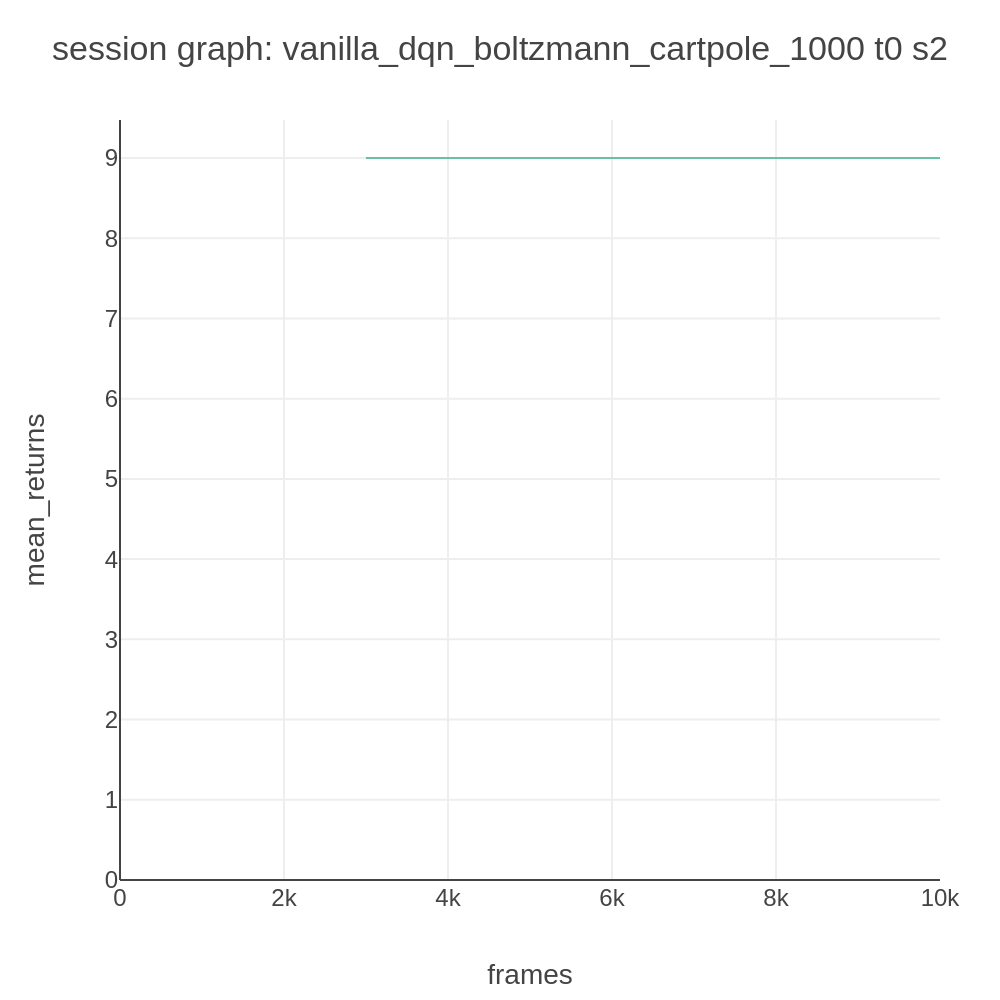 session graph: vanilla_dqn_boltzmann_cartpole_1000 t0 s2
mean_returns
9
8
7
6
5
4
3
2
1
0
0 2k 4k 6k 8k 10k
frames